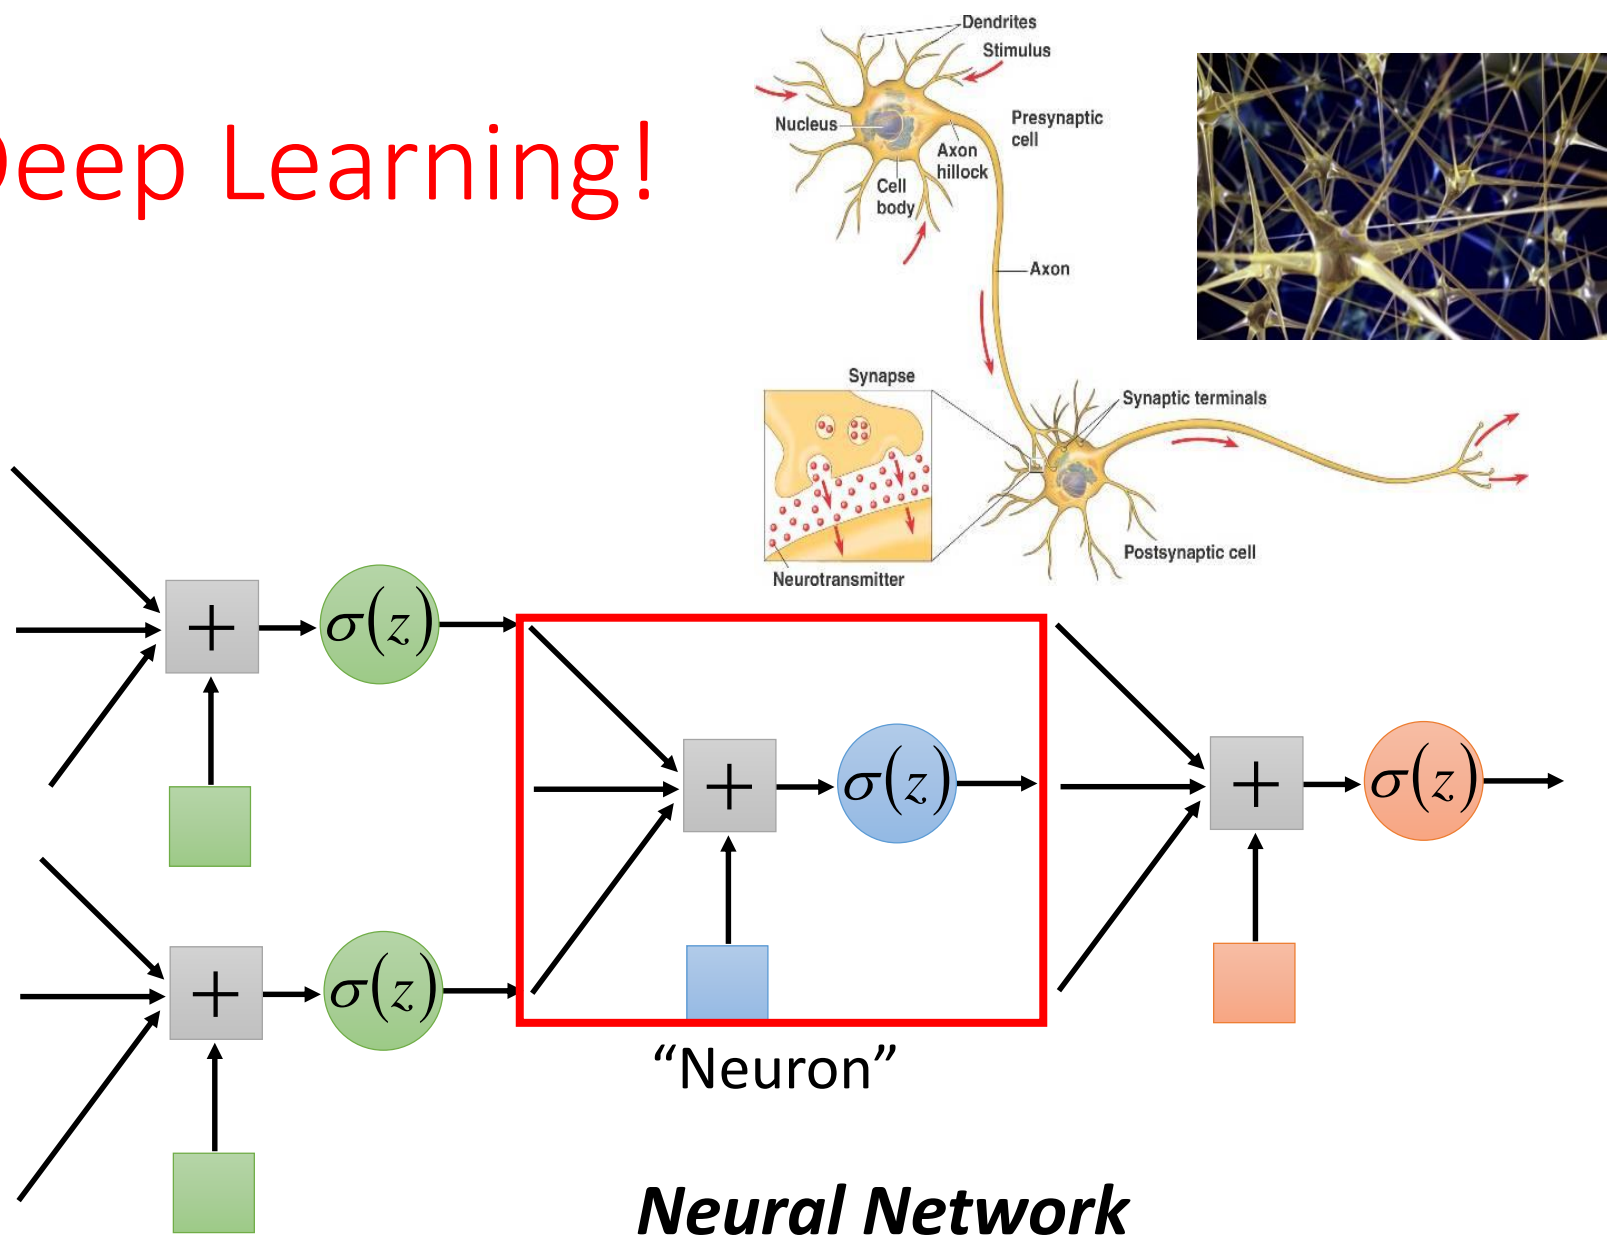 eep Learning!
Dendrites
Stimulus
Nucleus
Presynaptic
cell
Axon
hillock
Cell
body
Axon
Synapse
Synaptic terminals
Postsynaptic cell
Neurotransmitter
+
σ(z)
+
σ(z)
+
σ(z)
+
σ(z)
“Neuron”
Neural Network